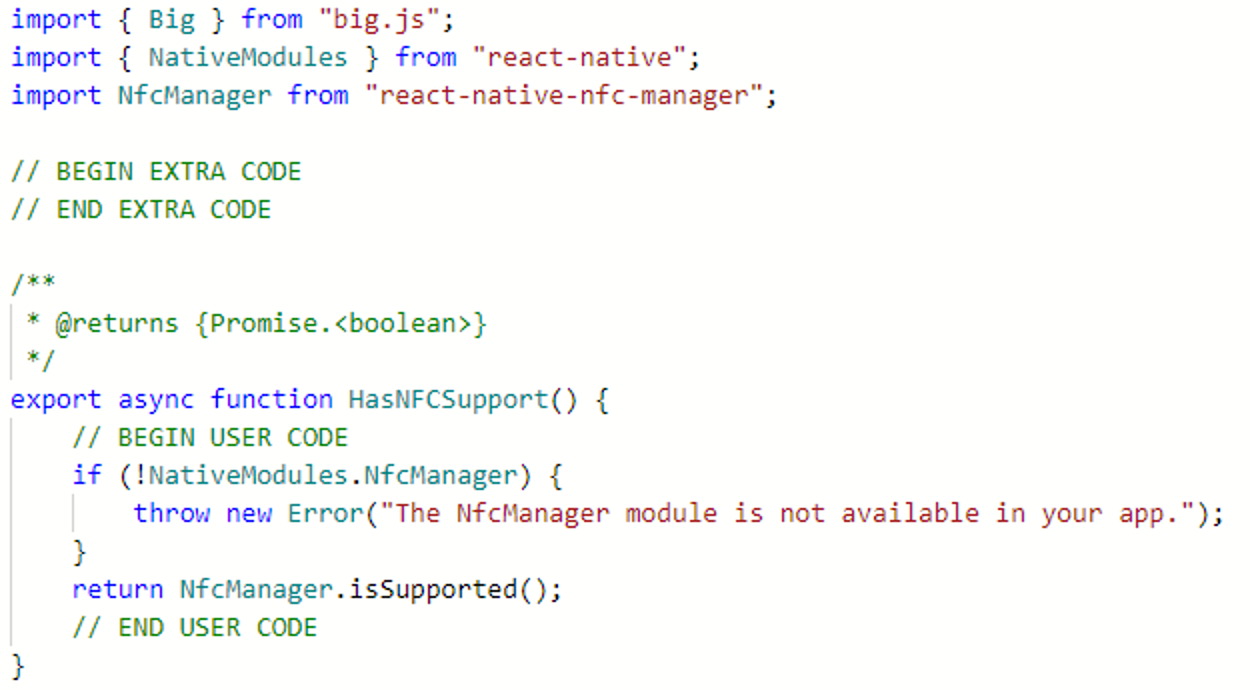 import { Big } from "big.js";
import { NativeModules } from "react-native";
import NfcManager from "react-native-nfc-manager";

// BEGIN EXTRA CODE
// END EXTRA CODE

/**
 * @returns {Promise.<boolean>}
 */
export async function HasNFCSupport() {
    // BEGIN USER CODE
    if (!NativeModules.NfcManager) {
        throw new Error("The NfcManager module is not available in your app.");
    }
    return NfcManager.isSupported();
    // END USER CODE
}